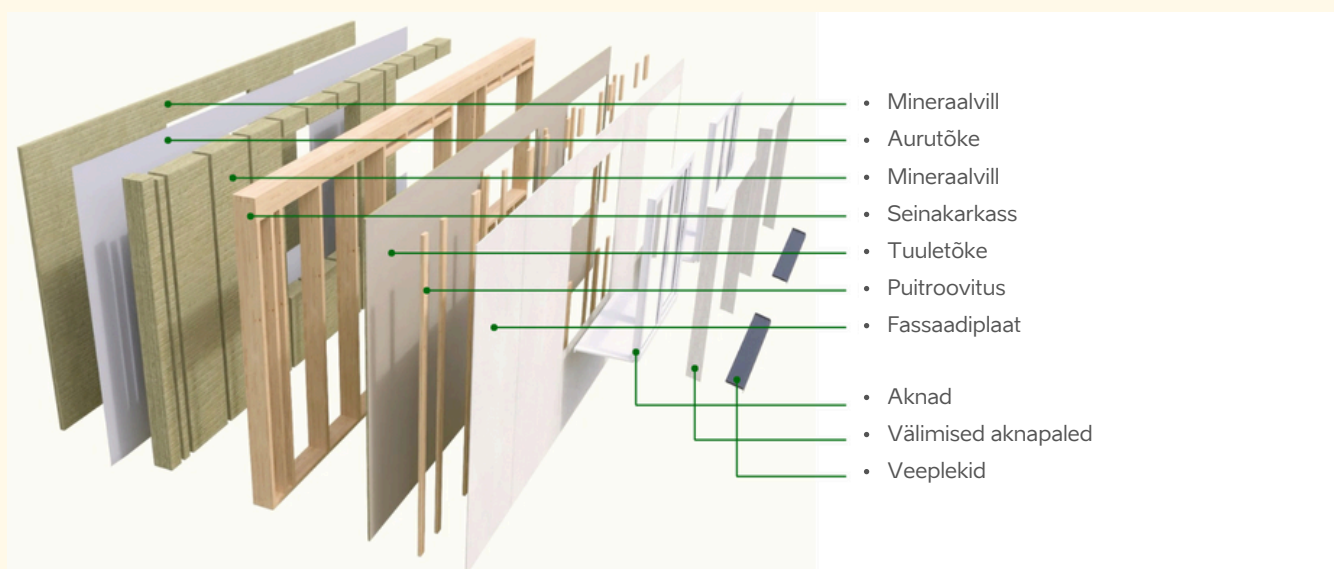 Mineraalvill
Aurutõke
Mineraalvill
Seinakarkass
Tuuletõke
Puitroovitus
Fassaadiplaat
Aknad
Välimised aknapaled
Veeplekid